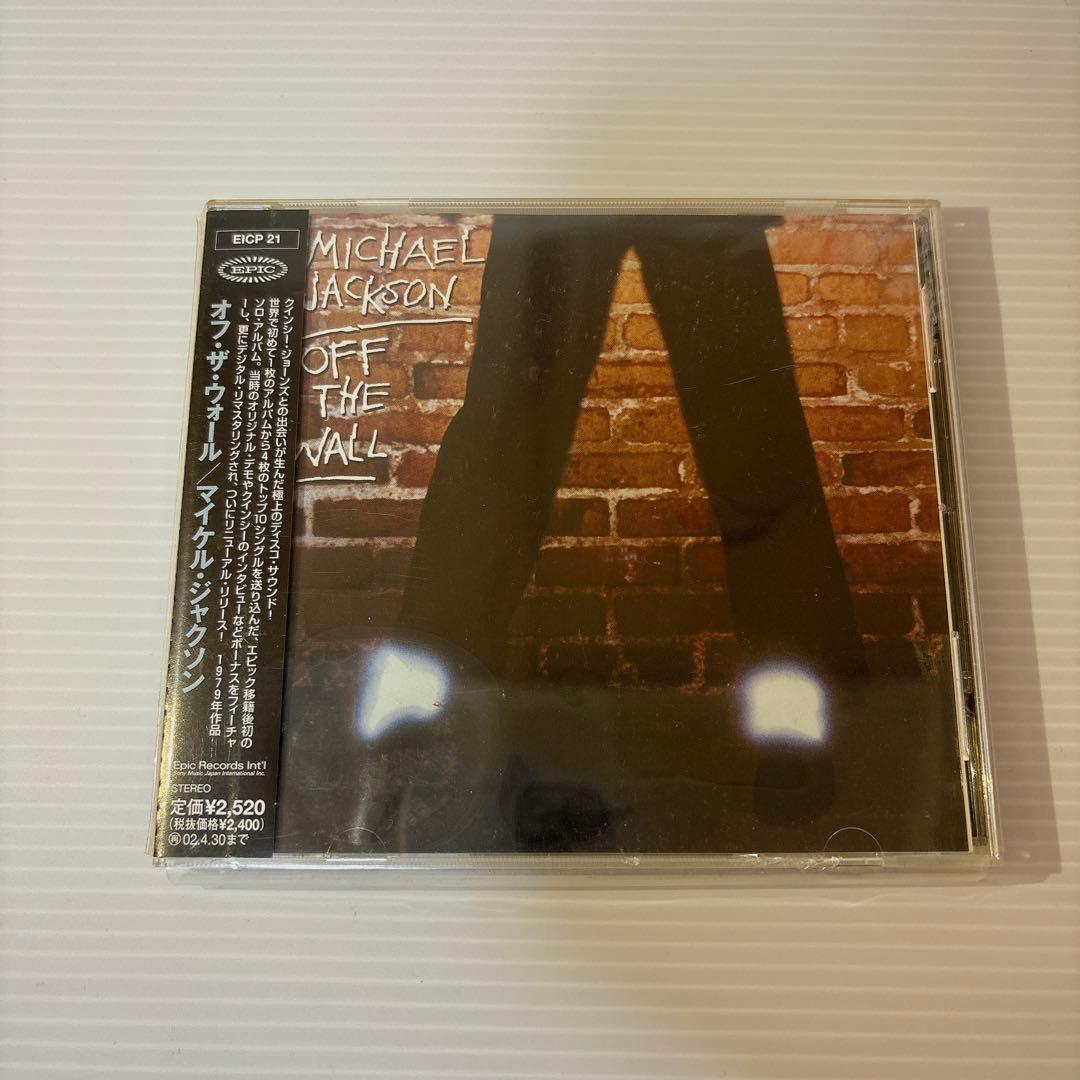 EICP 21
EPIC
オフ・ザ・ウォール/マイケル・ジャクソン
クインシー・ジョーンズとの出会いが生んだ極上のディスコ・サウンド!
世界で初めて1枚のアルバムから4枚のトップ10シングルを送り込んだ、エピック移籍後初の
ソロ・アルバム。当時のオリジナル・デモやクインシーのインタビューなどボーナスをフィーチャ
ーし、更にデジタル・リマスタリングされ、ついにリニューアル・リリース! 1979年作品
Epic Records Int'l
Sony Music Japan International Inc.
STEREO
定価¥2,520
(税抜価格¥2,400)
再02.4.30まで
MICHAEL
JACKSON
OFF
THE
WALL